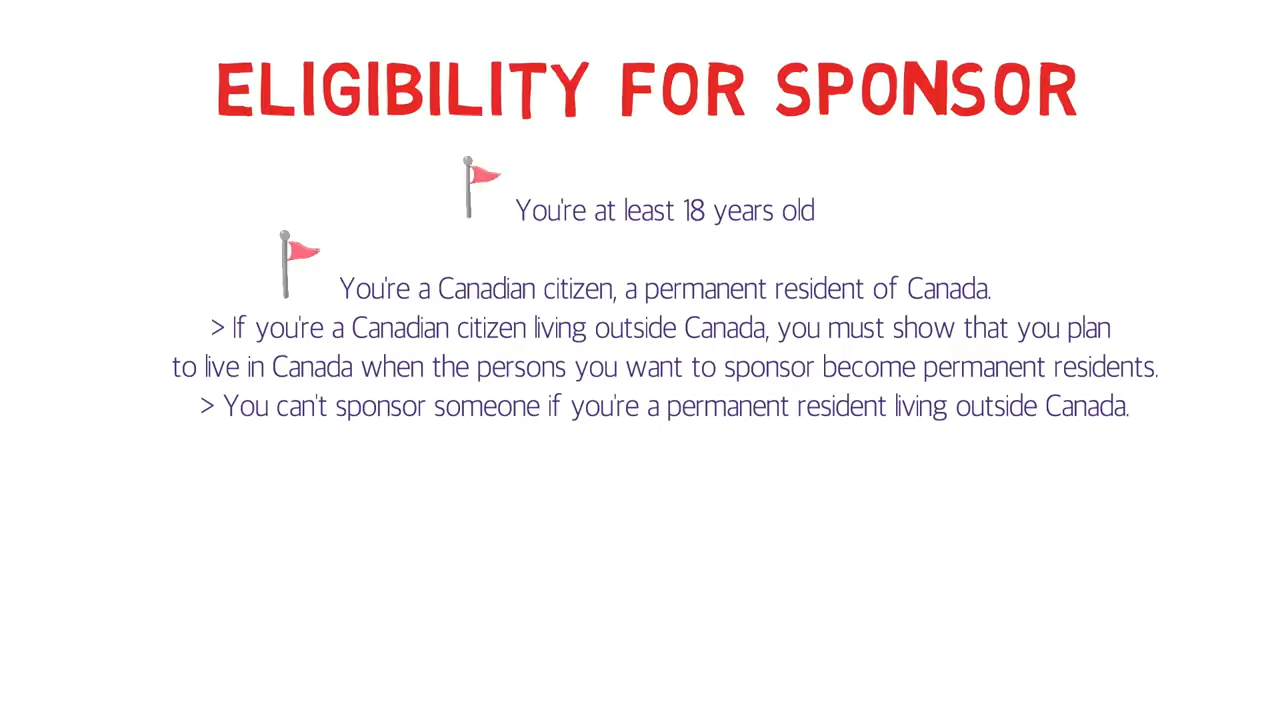 ELIGIBILITY FOR SPONSOR
You're at least 18 years old
You're a Canadian citizen, a permanent resident of Canada.
> If you're a Canadian citizen living outside Canada, you must show that you plan
to live in Canada when the persons you want to sponsor become permanent residents.
> You can't sponsor someone if you're a permanent resident living outside Canada.